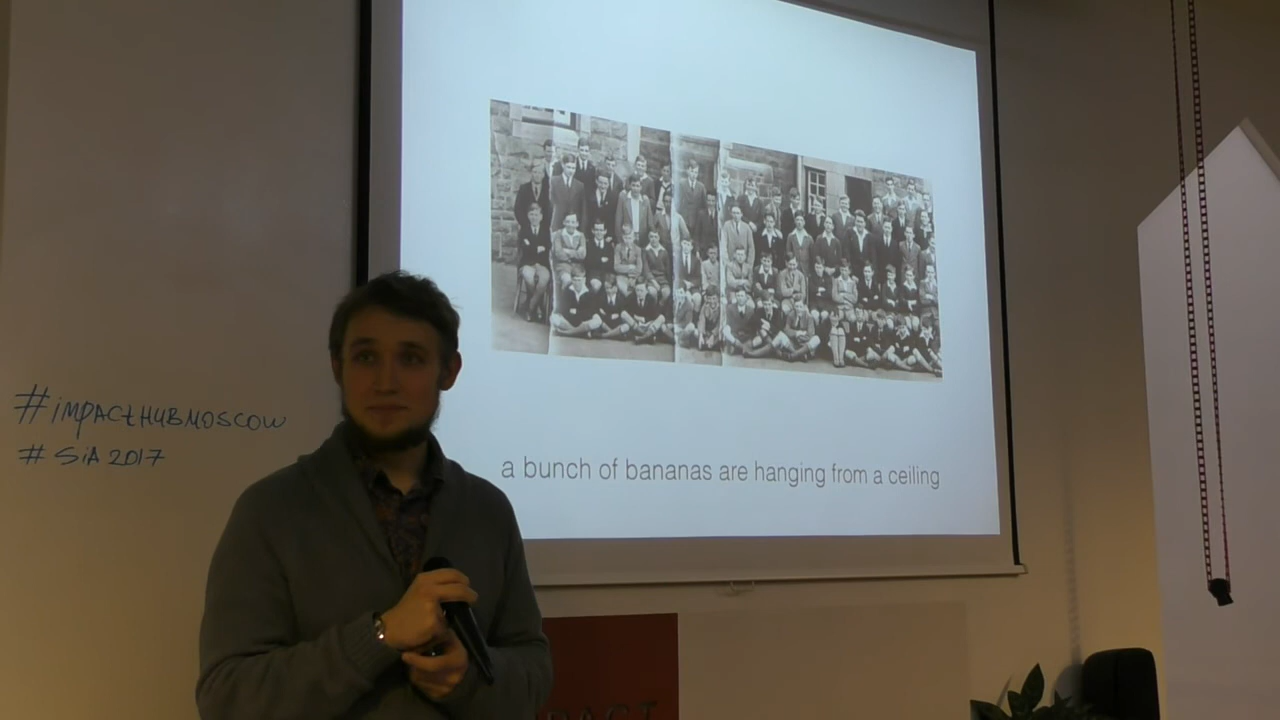 a bunch of bananas are hanging from a ceiling
#IMPACTHUBMOSCOW
# SiA 2017